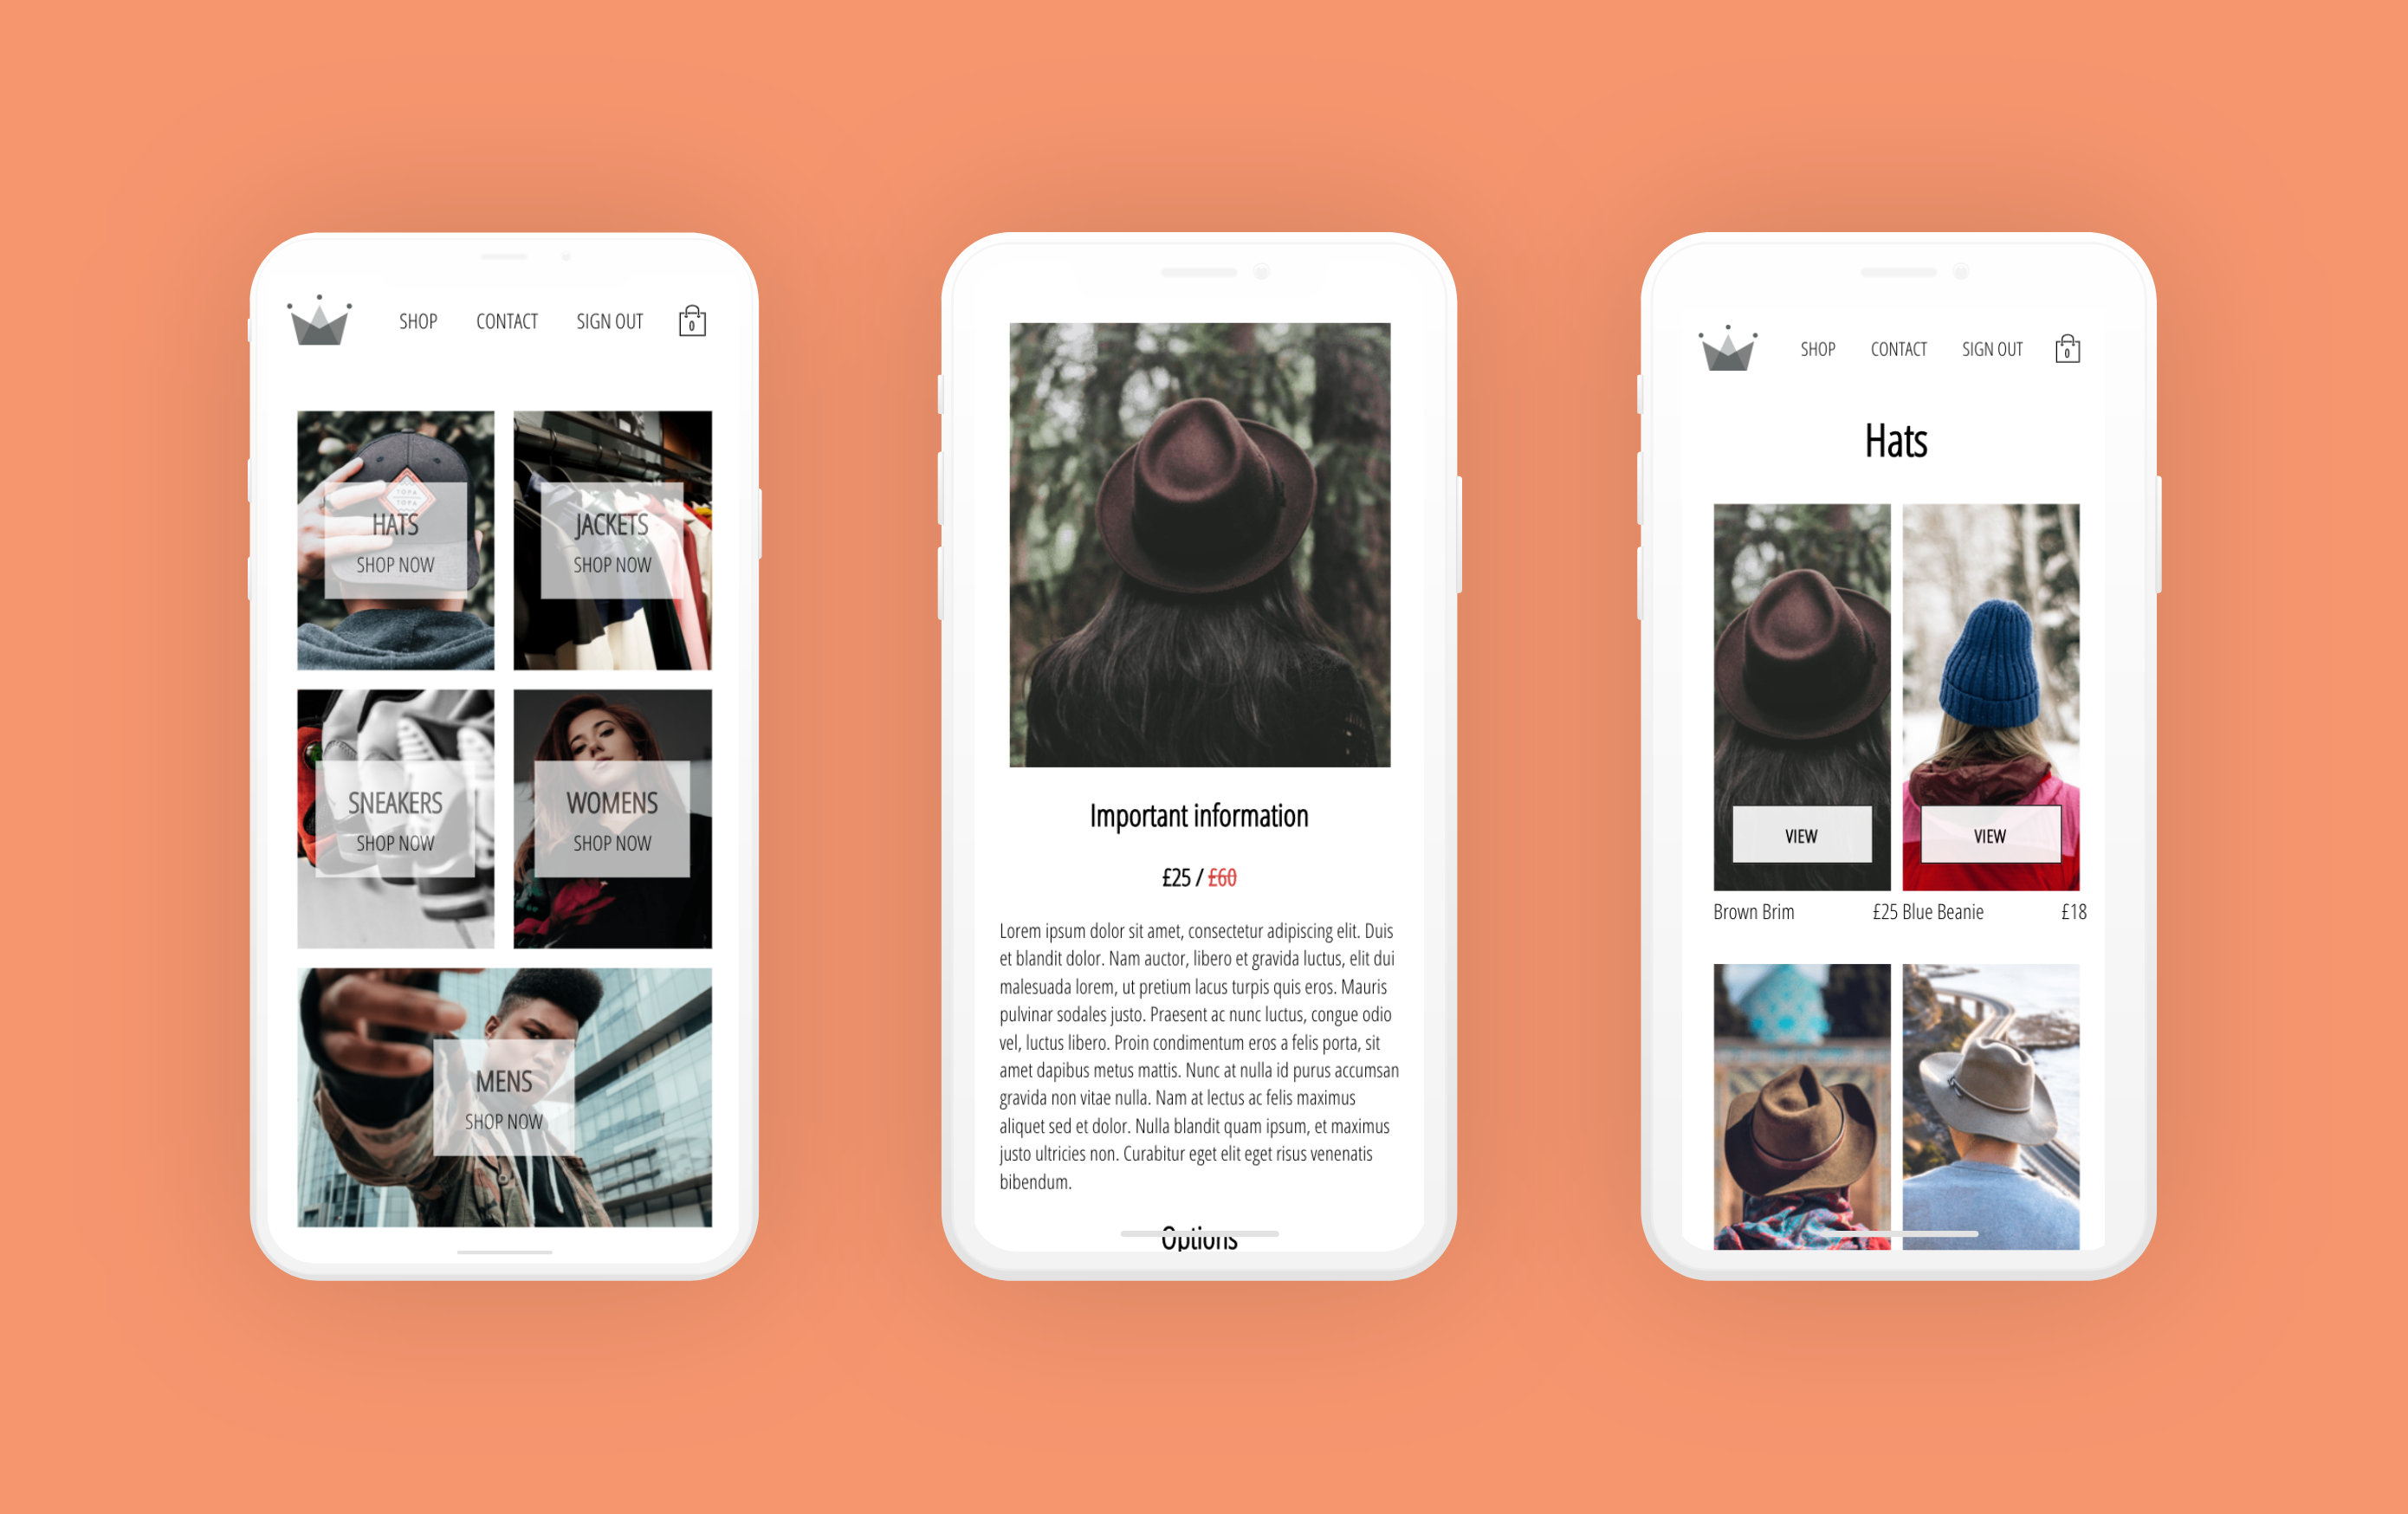 SHOP CONTACT SIGN OUT 0
TOPA
TOPA
HATS
SHOP NOW
JACKETS
SHOP NOW
SNEAKERS
SHOP NOW
WOMENS
SHOP NOW
MENS
SHOP NOW
Important information
£25 / £60
Lorem ipsum dolor sit amet, consectetur adipiscing elit. Duis
et blandit dolor. Nam auctor, libero et gravida luctus, elit dui
malesuada lorem, ut pretium lacus turpis quis eros. Mauris
pulvinar sodales justo. Praesent ac nunc luctus, congue odio
vel, luctus libero. Proin condimentum eros a felis porta, sit
amet dapibus metus mattis. Nunc at nulla id purus accumsan
gravida non vitae nulla. Nam at lectus ac felis maximus
aliquet sed et dolor. Nulla blandit quam ipsum, et maximus
justo ultricies non. Curabitur eget elit eget risus venenatis
bibendum.
Options
SHOP CONTACT SIGN OUT 0
Hats
VIEW
VIEW
Brown Brim £25 Blue Beanie £18